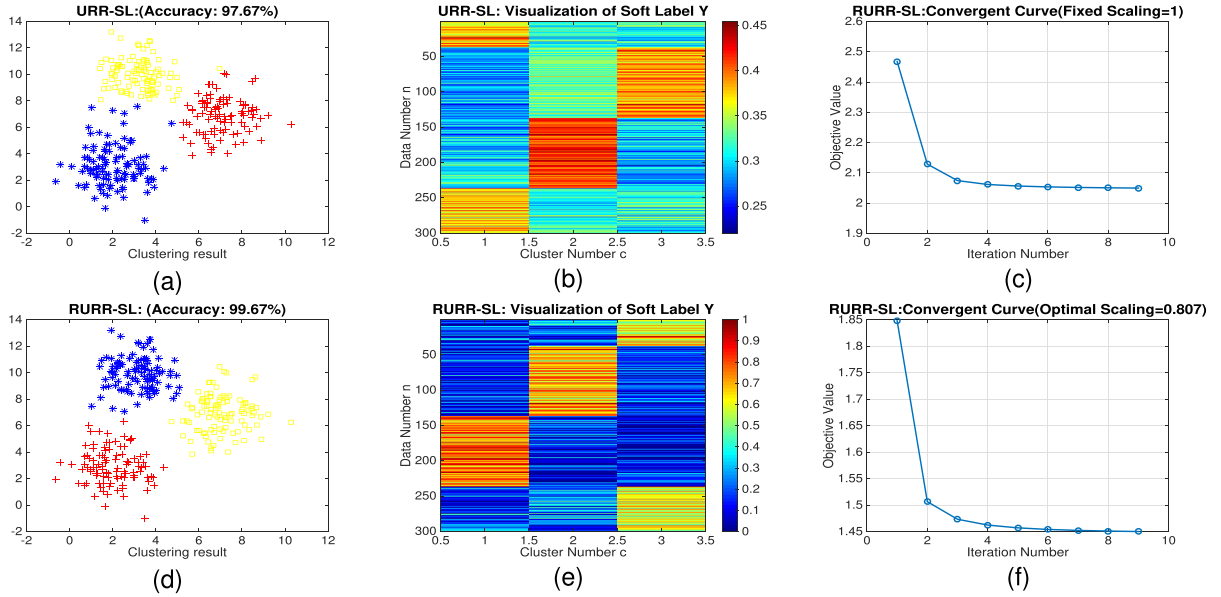 URR-SL:(Accuracy: 97.67%)
14
12
10
8
6
4
2
0
-2
-2 0 2 4 6 8 10 12
Clustering result
(a)
URR-SL: Visualization of Soft Label Y
Data Number n
50
100
150
200
250
300
0.5 1 1.5 2 2.5 3 3.5
Cluster Number c
0.45
0.4
0.35
0.3
0.25
(b)
RURR-SL:Convergent Curve(Fixed Scaling=1)
Objective Value
2.6
2.5
2.4
2.3
2.2
2.1
2
1.9
0 2 4 6 8 10
Iteration Number
(c)
RURR-SL: (Accuracy: 99.67%)
14
12
10
8
6
4
2
0
-2
-2 0 2 4 6 8 10 12
Clustering result
(d)
RURR-SL: Visualization of Soft Label Y
Data Number n
50
100
150
200
250
300
0.5 1 1.5 2 2.5 3 3.5
Cluster Number c
1
0.9
0.8
0.7
0.6
0.5
0.4
0.3
0.2
0.1
0
(e)
RURR-SL:Convergent Curve(Optimal Scaling=0.807)
Objective Value
1.85
1.8
1.75
1.7
1.65
1.6
1.55
1.5
1.45
0 2 4 6 8 10
Iteration Number
(f)